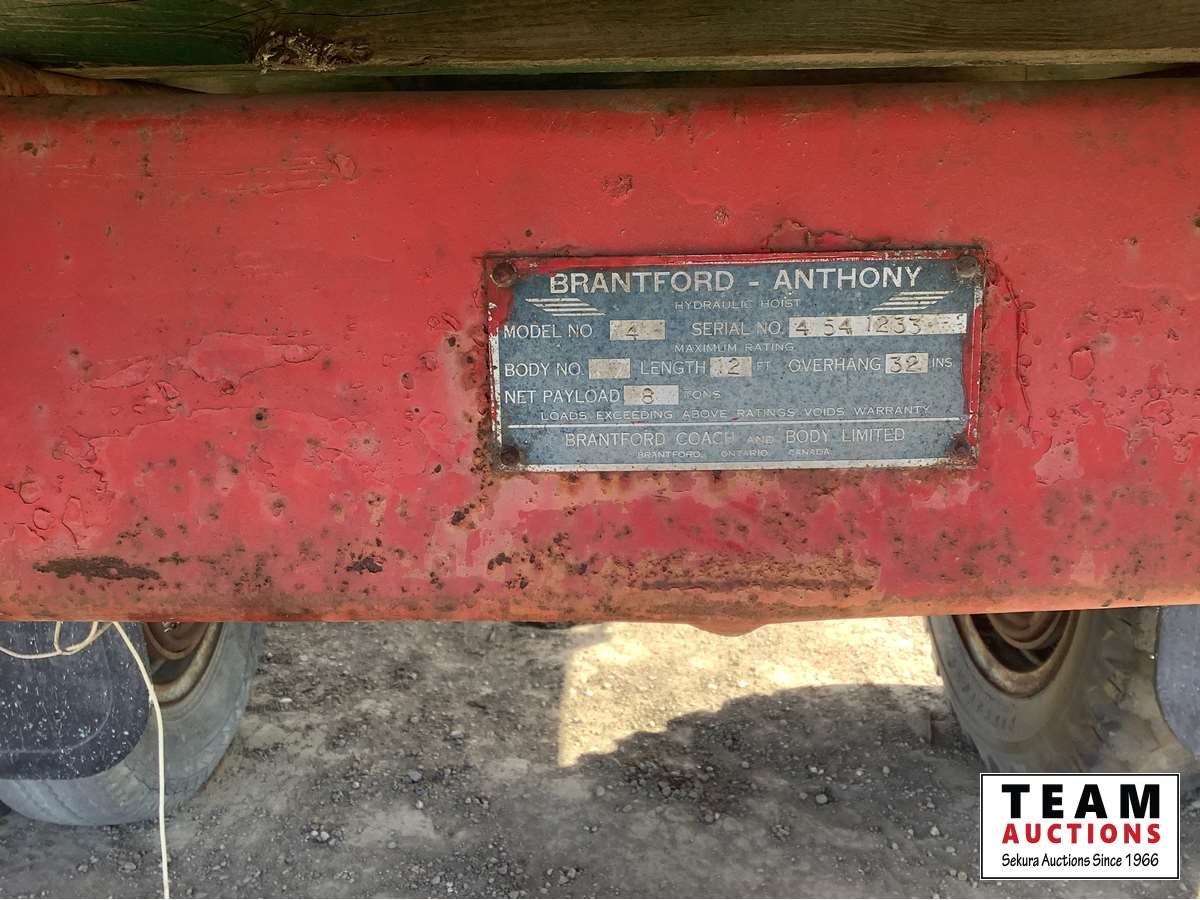 BRANTFORD - ANTHONY
HYDRAULIC HOIST
MODEL NO 4 SERIAL NO. 4 54 1233
MAXIMUM RATING
BODY NO. LENGTH 12 FT OVERHANG 32 INS
NET PAYLOAD 8 TONS
LOADS EXCEEDING ABOVE RATINGS VOIDS WARRANTY
BRANTFORD COACH AND BODY LIMITED
BRANTFORD, ONTARIO, CANADA
TEAM
AUCTIONS
Sekura Auctions Since 1966